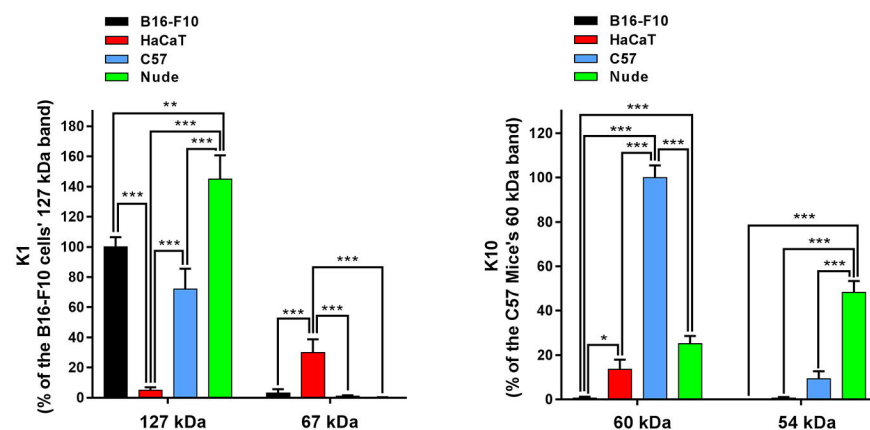 B16-F10
HaCaT
C57
Nude
K1
(% of the B16-F10 cells' 127 kDa band)
180
160
140
120
100
80
60
40
20
0
**
***
***
***
***
***
***
***
127 kDa
67 kDa
B16-F10
HaCaT
C57
Nude
K10
(% of the C57 Mice's 60 kDa band)
120
100
80
60
40
20
0
***
***
***
***
*
***
***
***
60 kDa
54 kDa